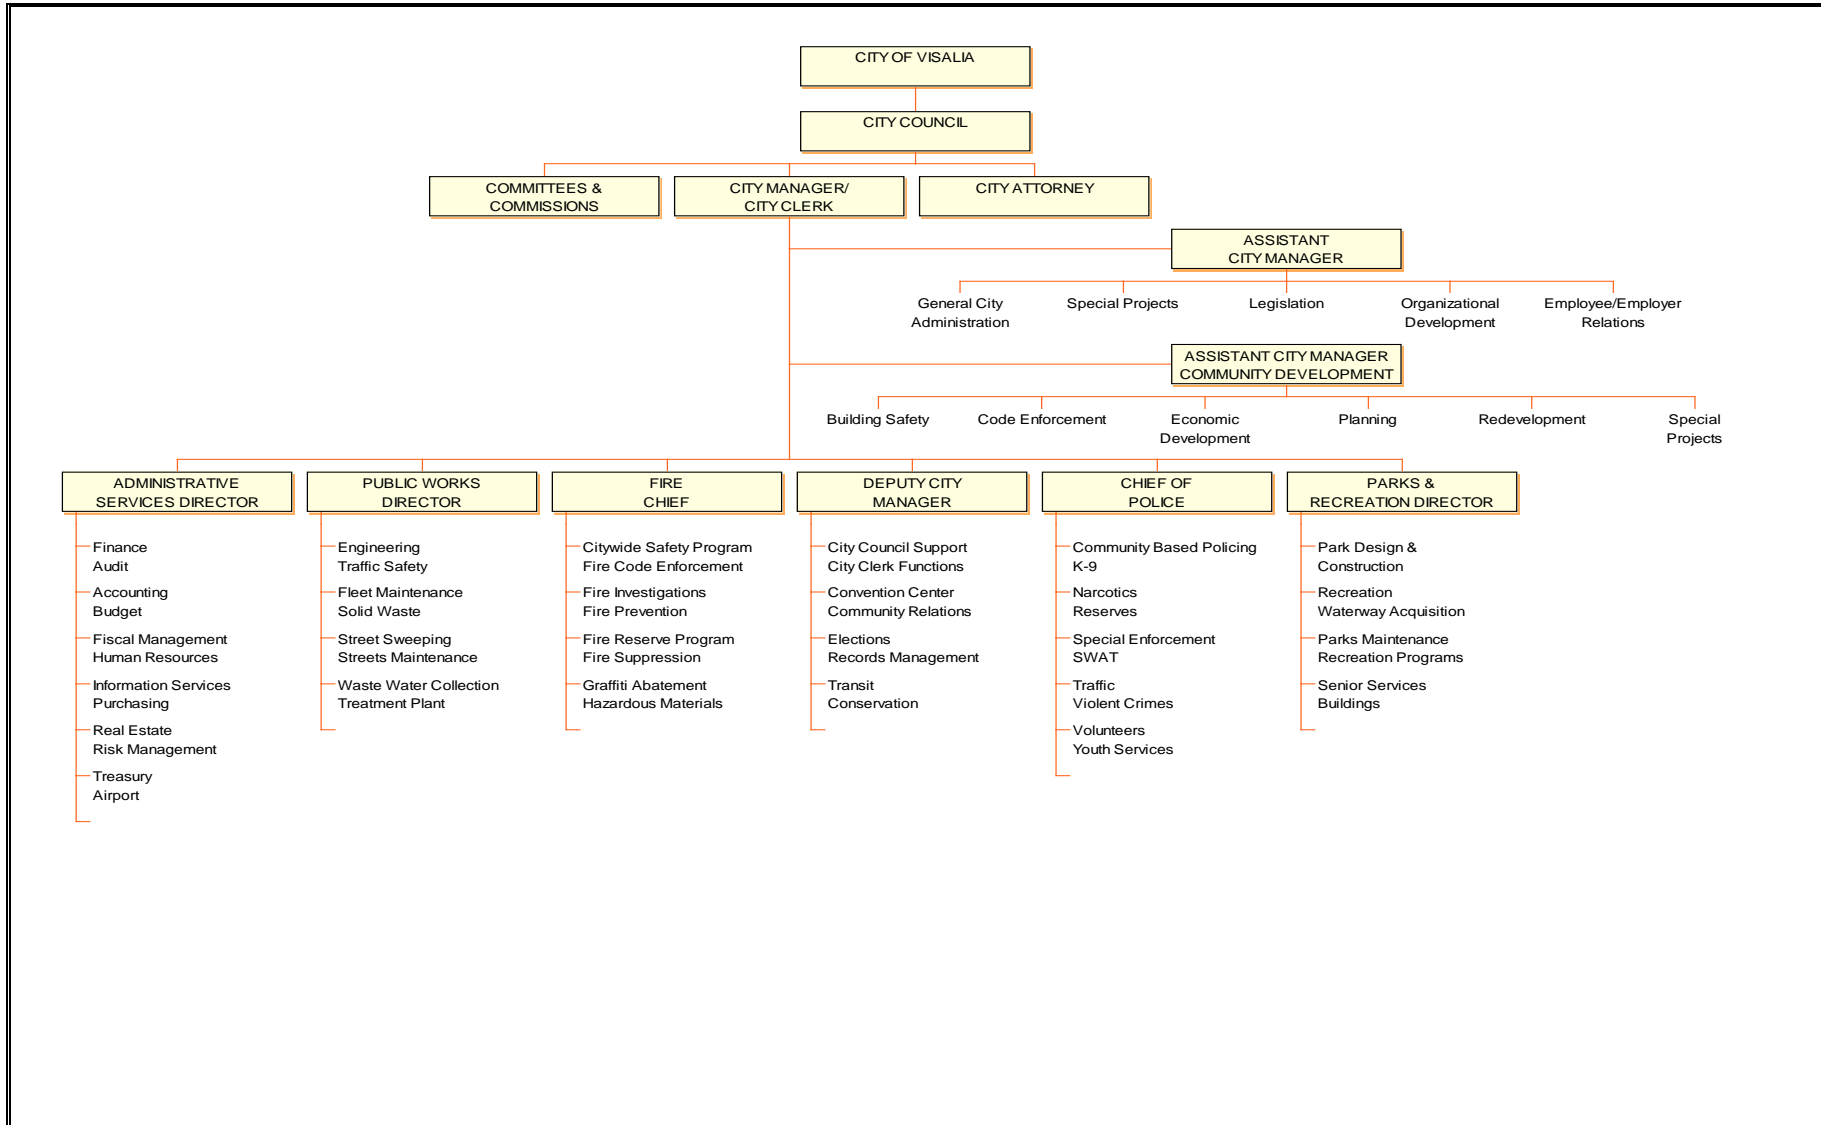 CITY OF VISALIA
CITY COUNCIL
COMMITTEES &
COMMISSIONS
CITY MANAGER/
CITY CLERK
CITY ATTORNEY
ASSISTANT
CITY MANAGER
General City
Administration
Special Projects
Legislation
Organizational
Development
Employee/Employer
Relations
ASSISTANT CITY MANAGER
COMMUNITY DEVELOPMENT
Building Safety
Code Enforcement
Economic
Development
Planning
Redevelopment
Special
Projects
ADMINISTRATIVE
SERVICES DIRECTOR
Finance
Audit
Accounting
Budget
Fiscal Management
Human Resources
Information Services
Purchasing
Real Estate
Risk Management
Treasury
Airport
PUBLIC WORKS
DIRECTOR
Engineering
Traffic Safety
Fleet Maintenance
Solid Waste
Street Sweeping
Streets Maintenance
Waste Water Collection
Treatment Plant
FIRE
CHIEF
Citywide Safety Program
Fire Code Enforcement
Fire Investigations
Fire Prevention
Fire Reserve Program
Fire Suppression
Graffiti Abatement
Hazardous Materials
DEPUTY CITY
MANAGER
City Council Support
City Clerk Functions
Convention Center
Community Relations
Elections
Records Management
Transit
Conservation
CHIEF OF
POLICE
Community Based Policing
K-9
Narcotics
Reserves
Special Enforcement
SWAT
Traffic
Violent Crimes
Volunteers
Youth Services
PARKS &
RECREATION DIRECTOR
Park Design &
Construction
Recreation
Waterway Acquisition
Parks Maintenance
Recreation Programs
Senior Services
Buildings